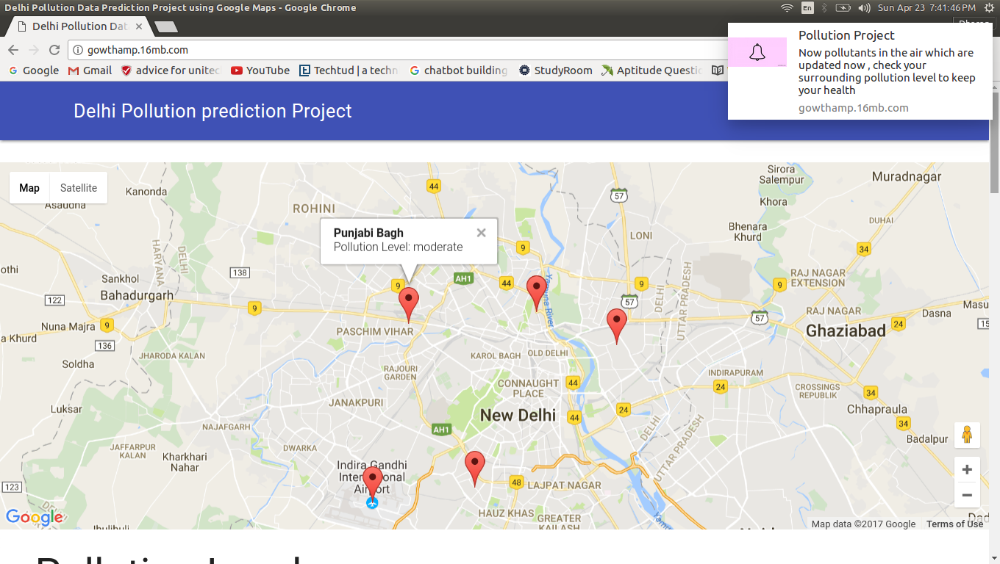 Delhi Pollution Data Prediction Project using Google Maps - Google Chrome
En
Sun Apr 23 7:41:46 PM
Delhi Pollution Dat
gowthamp.16mb.com
Google
Gmail
advice for unitec
YouTube
Techtud | a techn
chatbot building
StudyRoom
Aptitude Questio
Pollution Project
Now pollutants in the air which are
updated now , check your
surrounding pollution level to keep
your health
gowthamp.16mb.com
Delhi Pollution prediction Project
Map
Satellite
Asaudha
Kanonda
ROHINI
44
57
Sirora
Salempur
Muradnagar
Khora
DUHAI
Bhenara
Khurd
LONI
Punjabi Bagh
Pollution Level: moderate
HARYANA
DELHI
9
34
othi
138
Sankhol
Bahadurgarh
AH1
9
44
9
9
RAJ NAGAR
EXTENSION
122
9
Yamuna River
57
DELHI
UTTAR PRADESH
57
RAJ NAGAR
Masu
Dasna
Nuna Majra
9
a Khurd
136
PASCHIM VIHAR
Ghaziabad
24
15
Soldha
JHARODA KALAN
KAROL BAGH
OLD DELHI
RAJOURI
GARDEN
INDIRAPURAM
CONNAUGHT
PLACE
44
24
CROSSINGS
REPUBLIK
34
Luksar
JANAKPURI
New Delhi
44
24
Chhapraula
NAJAFGARH
AH1
DELHI
UTTAR PRADESH
34
Badalpur
JAFFARPUR
KALAN
DWARKA
Kharkhari
Nahar
Indira Gandhi
International
Airport
123
48
LAJPAT NAGAR
HAUZ KHAS
GREATER
KAILASH
Google
Map data ©2017 Google
Terms of Use
Dad
Pollution Level